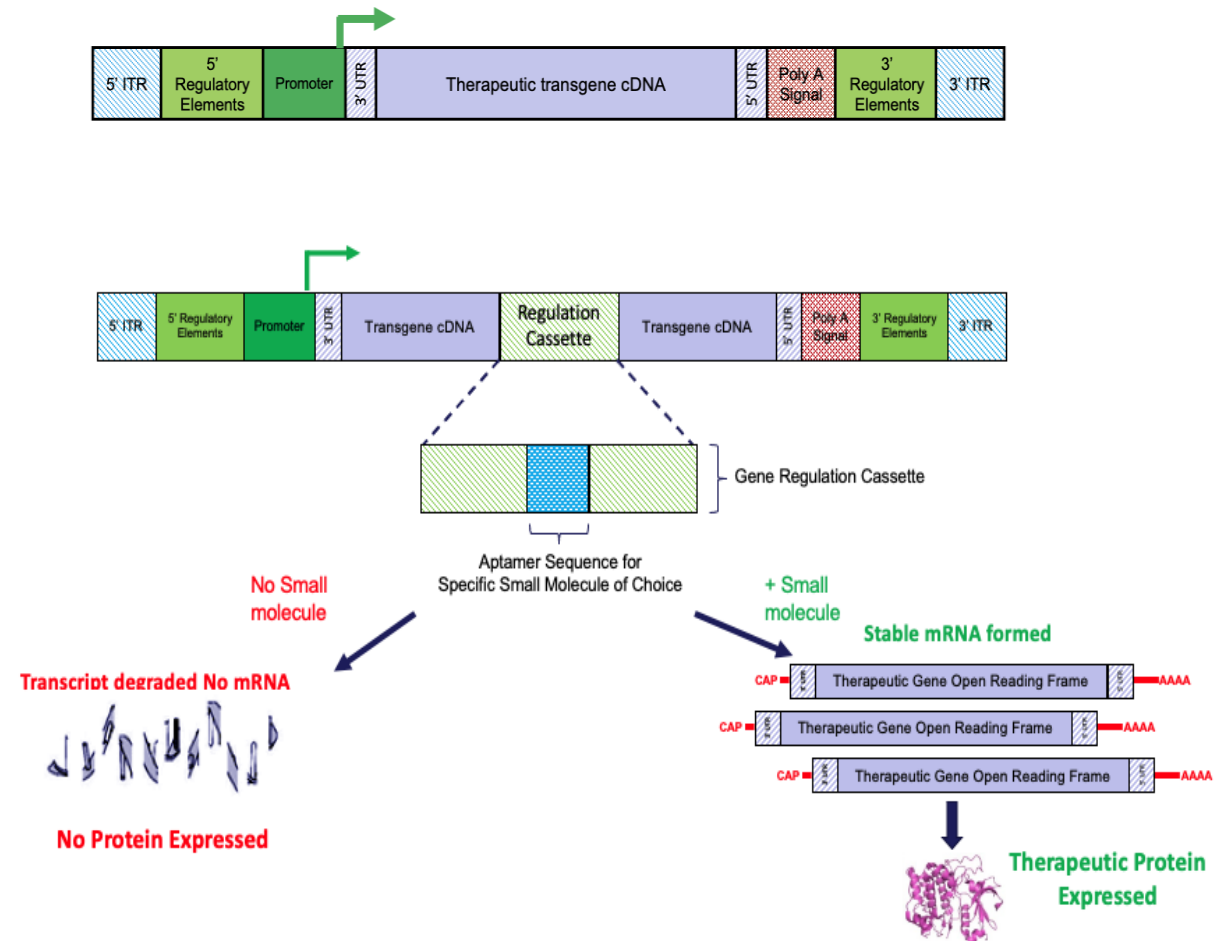 5' ITR
5'
Regulatory
Elements
Promoter
3' UTR
Therapeutic transgene cDNA
5' UTR
Poly A
Signal
3'
Regulatory
Elements
3' ITR
5' ITR
5' Regulatory
Elements
Promoter
3' UTR
Transgene cDNA
Regulation
Cassette
Transgene cDNA
5' UTR
Poly A
Signal
3' Regulatory
Elements
3' ITR
Gene Regulation Cassette
Aptamer Sequence for
Specific Small Molecule of Choice
No Small
molecule
+ Small
molecule
Transcript degraded No mRNA
No Protein Expressed
Stable mRNA formed
CAP
Therapeutic Gene Open Reading Frame
AAAA
CAP
Therapeutic Gene Open Reading Frame
AAAA
CAP
Therapeutic Gene Open Reading Frame
AAAA
Therapeutic Protein
Expressed